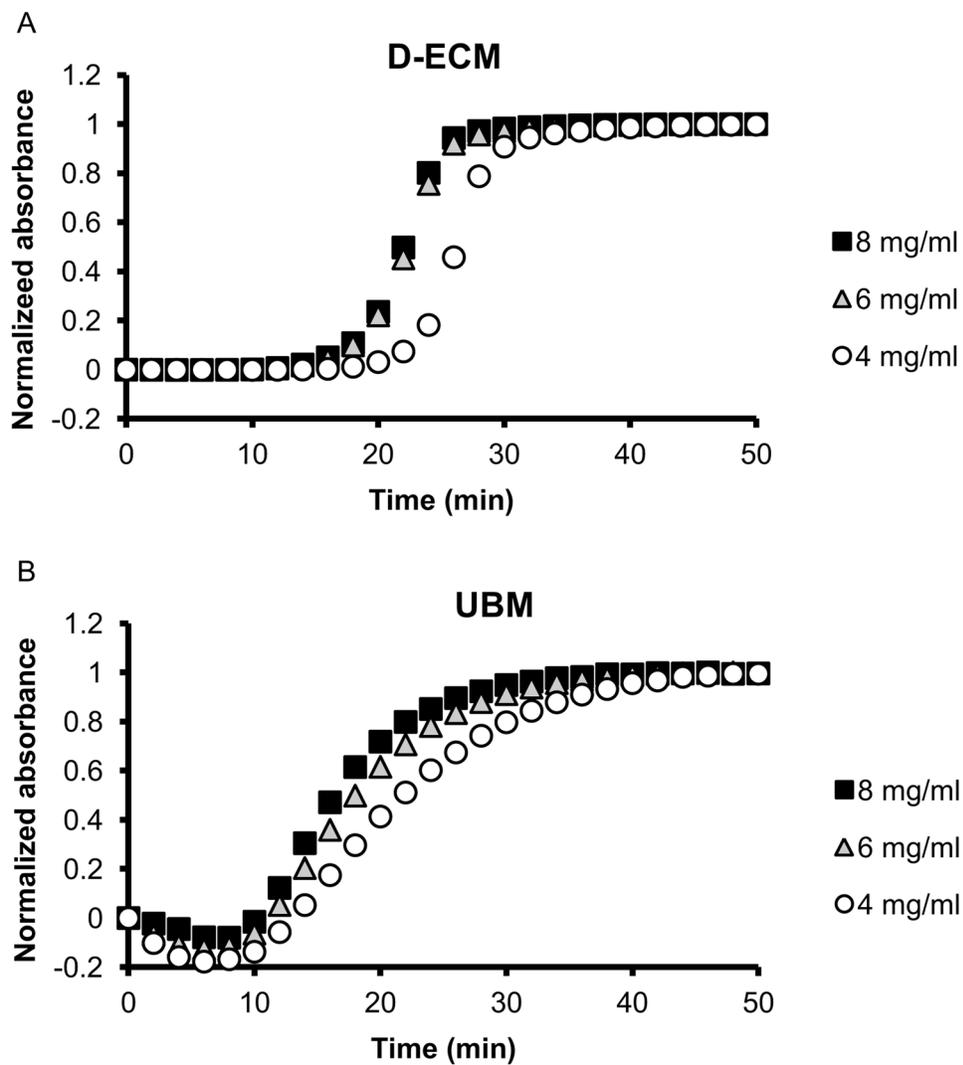 A
D-ECM
Normalizeed absorbance
1.2
1
0.8
0.6
0.4
0.2
0
-0.2
0 10 20 30 40 50
Time (min)
8 mg/ml
6 mg/ml
4 mg/ml
B
UBM
Normalized absorbance
1.2
1
0.8
0.6
0.4
0.2
0
-0.2
0 10 20 30 40 50
Time (min)
8 mg/ml
6 mg/ml
4 mg/ml